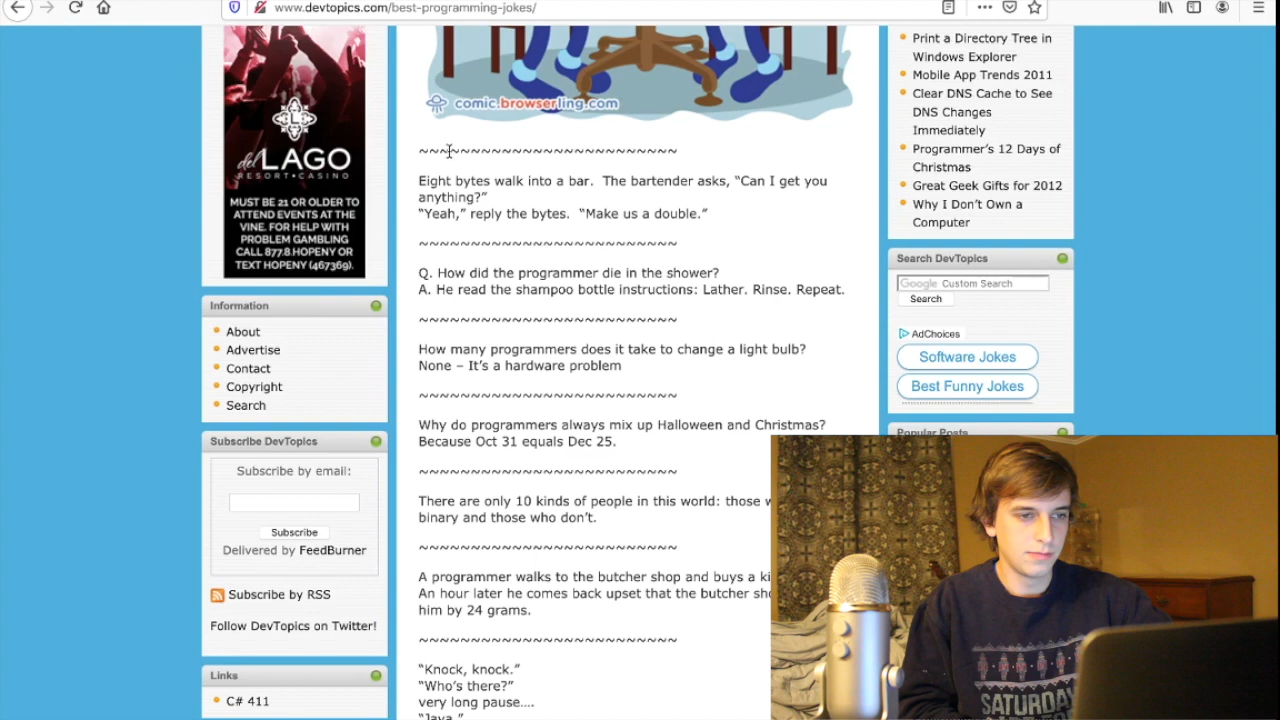 www.devtopics.com/best-programming-jokes/
comic.browserling.com
del LAGO
RESORT+CASINO
MUST BE 21 OR OLDER TO
ATTEND EVENTS AT THE
VINE. FOR HELP WITH
PROBLEM GAMBLING
CALL 877.8.HOPENY OR
TEXT HOPENY (467369).
Information
About
Advertise
Contact
Copyright
Search
Subscribe DevTopics
Subscribe by email:
Subscribe
Delivered by FeedBurner
Subscribe by RSS
Follow DevTopics on Twitter!
Links
C# 411
~~~~~~~~~~~~~~~~~~~~~~~~~
Eight bytes walk into a bar.  The bartender asks, “Can I get you
anything?”
“Yeah,” reply the bytes.  “Make us a double.”
~~~~~~~~~~~~~~~~~~~~~~~~~
Q. How did the programmer die in the shower?
A. He read the shampoo bottle instructions: Lather. Rinse. Repeat.
~~~~~~~~~~~~~~~~~~~~~~~~~
How many programmers does it take to change a light bulb?
None – It’s a hardware problem
~~~~~~~~~~~~~~~~~~~~~~~~~
Why do programmers always mix up Halloween and Christmas?
Because Oct 31 equals Dec 25.
~~~~~~~~~~~~~~~~~~~~~~~~~
There are only 10 kinds of people in this world: those
binary and those who don’t.
~~~~~~~~~~~~~~~~~~~~~~~~~
A programmer walks to the butcher shop and buys a
An hour later he comes back upset that the butcher
him by 24 grams.
~~~~~~~~~~~~~~~~~~~~~~~~~
“Knock, knock.”
“Who’s there?”
very long pause….
“Java.”
Print a Directory Tree in
Windows Explorer
Mobile App Trends 2011
Clear DNS Cache to See
DNS Changes
Immediately
Programmer’s 12 Days of
Christmas
Great Geek Gifts for 2012
Why I Don’t Own a
Computer
Search DevTopics
Google Custom Search
Search
AdChoices
Software Jokes
Best Funny Jokes
Popular Posts
SATURDAY